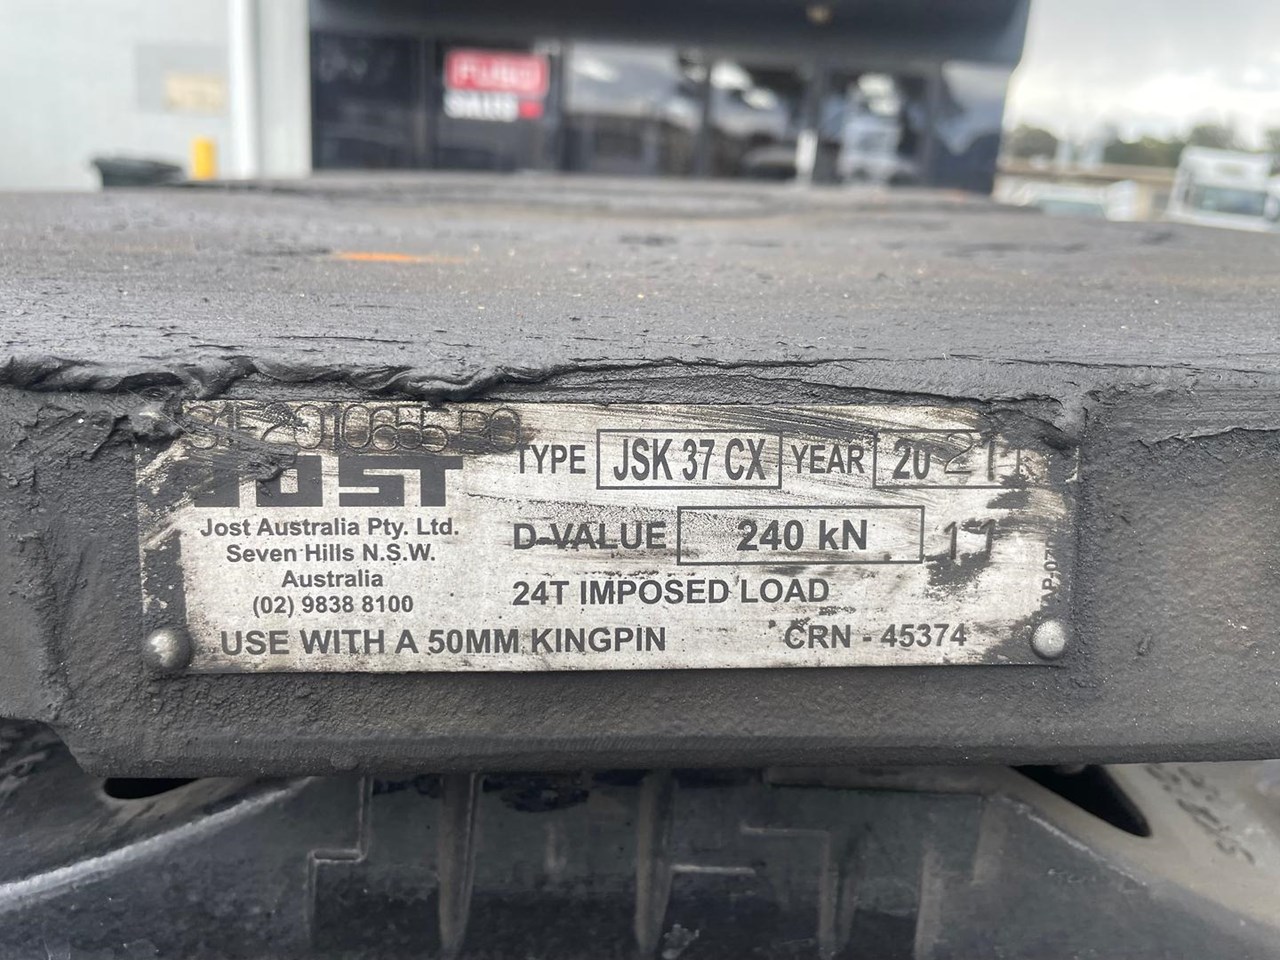 FUSO
SALES
JOST
TYPE JSK 37 CX YEAR 20 21
Jost Australia Pty. Ltd.
D-VALUE 240 kN 11
Seven Hills N.S.W.
Australia
24T IMPOSED LOAD
(02) 9838 8100
USE WITH A 50MM KINGPIN CRN - 45374